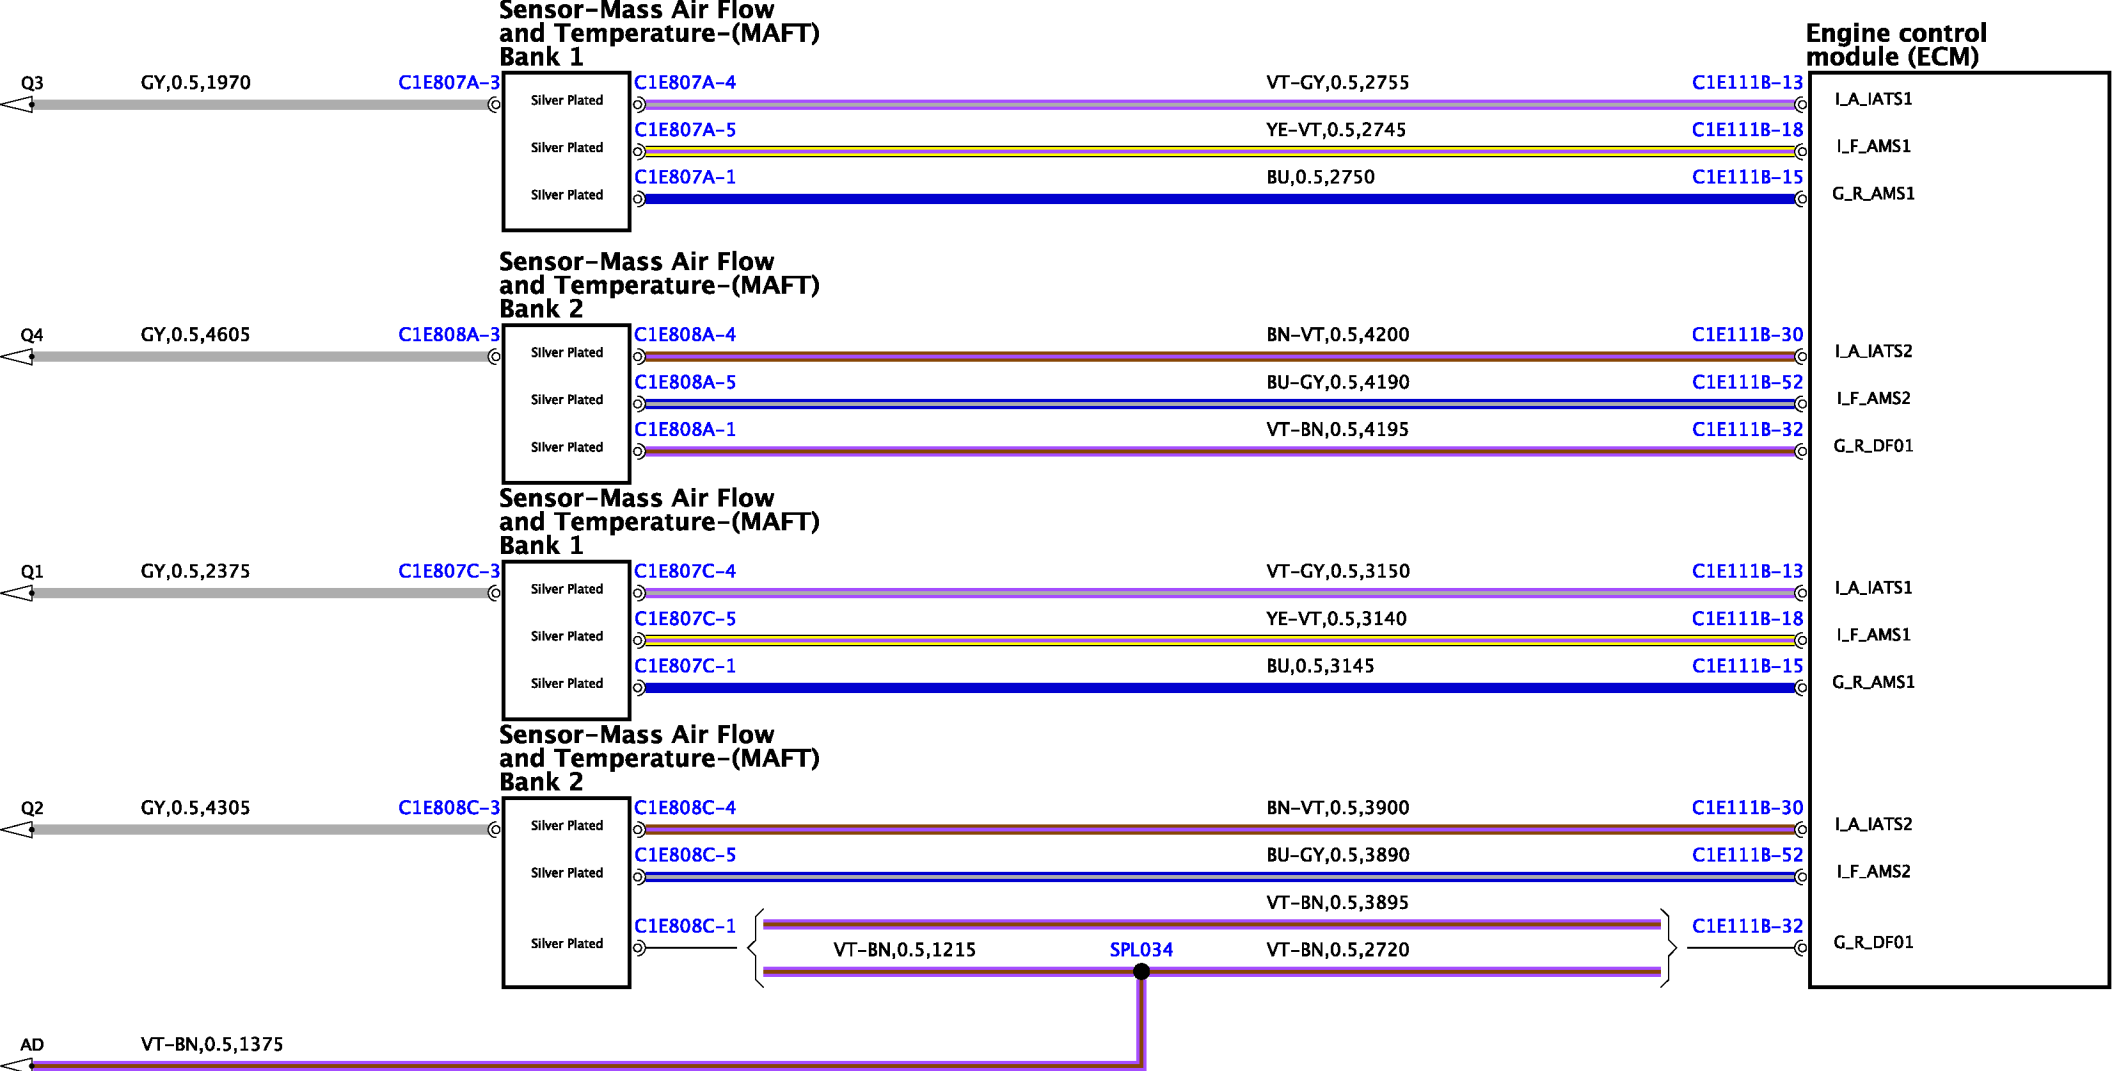 Sensor-Mass Air Flow
and Temperature-(MAFT)
Bank 1
Engine control
module (ECM)
Q3 GY,0.5,1970 C1E807A-3 Silver Plated C1E807A-4 VT-GY,0.5,2755 C1E111B-13 I_A_IATS1
Silver Plated C1E807A-5 YE-VT,0.5,2745 C1E111B-18 I_F_AMS1
Silver Plated C1E807A-1 BU,0.5,2750 C1E111B-15 G_R_AMS1
Sensor-Mass Air Flow
and Temperature-(MAFT)
Bank 2
Q4 GY,0.5,4605 C1E808A-3 Silver Plated C1E808A-4 BN-VT,0.5,4200 C1E111B-30 I_A_IATS2
Silver Plated C1E808A-5 BU-GY,0.5,4190 C1E111B-52 I_F_AMS2
Silver Plated C1E808A-1 VT-BN,0.5,4195 C1E111B-32 G_R_DF01
Sensor-Mass Air Flow
and Temperature-(MAFT)
Bank 1
Q1 GY,0.5,2375 C1E807C-3 Silver Plated C1E807C-4 VT-GY,0.5,3150 C1E111B-13 I_A_IATS1
Silver Plated C1E807C-5 YE-VT,0.5,3140 C1E111B-18 I_F_AMS1
Silver Plated C1E807C-1 BU,0.5,3145 C1E111B-15 G_R_AMS1
Sensor-Mass Air Flow
and Temperature-(MAFT)
Bank 2
Q2 GY,0.5,4305 C1E808C-3 Silver Plated C1E808C-4 BN-VT,0.5,3900 C1E111B-30 I_A_IATS2
Silver Plated C1E808C-5 BU-GY,0.5,3890 C1E111B-52 I_F_AMS2
VT-BN,0.5,3895
Silver Plated C1E808C-1 C1E111B-32 G_R_DF01
VT-BN,0.5,1215 SPL034 VT-BN,0.5,2720
AD VT-BN,0.5,1375